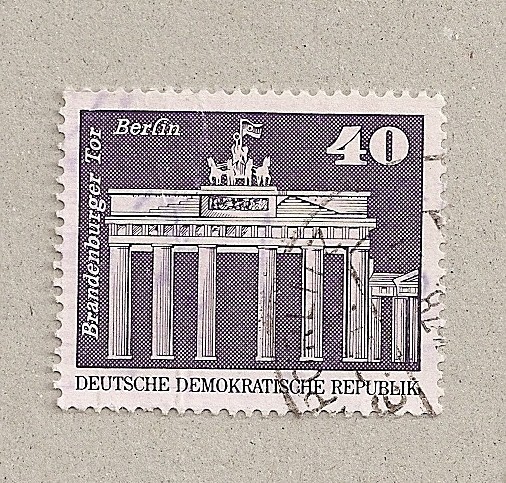 Berlin
40
Brandenburger Tor
DEUTSCHE DEMOKRATISCHE REPUBLIK